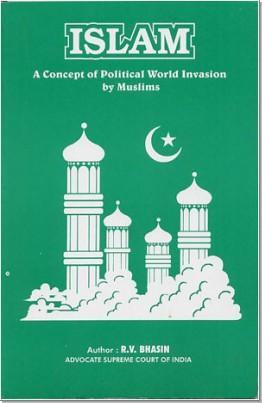 ISLAM
A Concept of Political World Invasion
by Muslims
Author : R.V. BHASIN
ADVOCATE SUPREME COURT OF INDIA